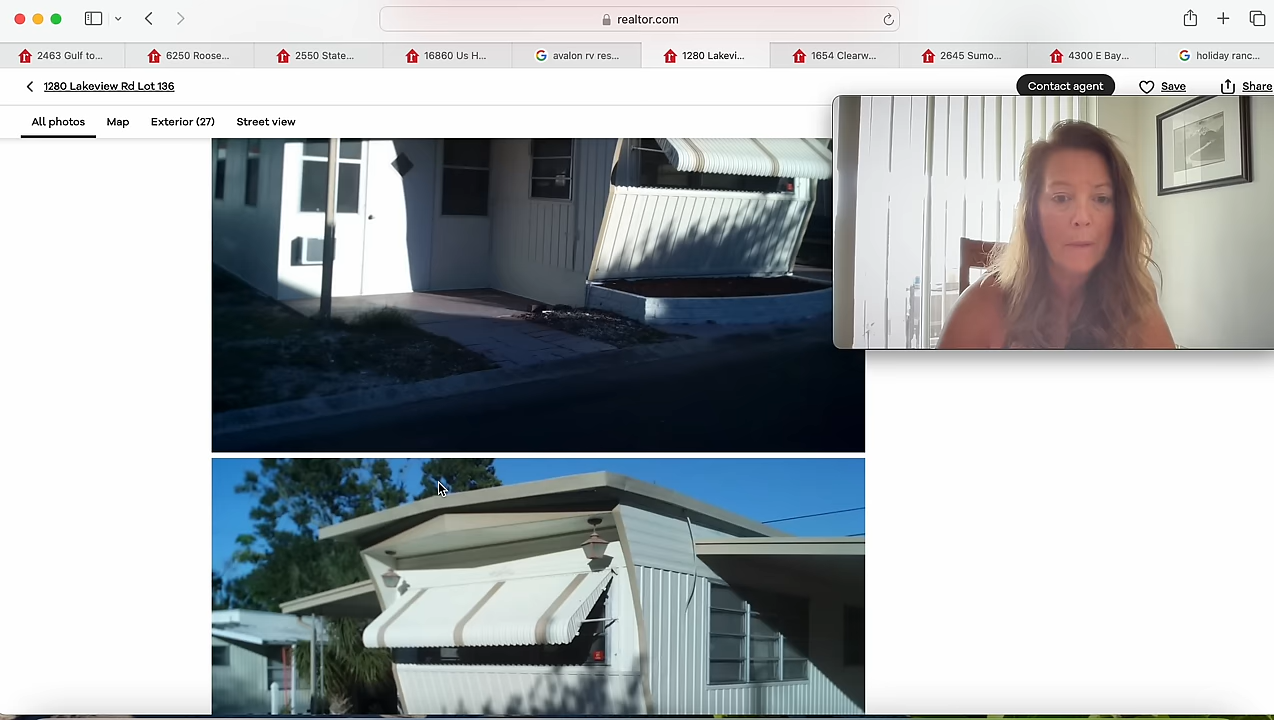 realtor.com
2463 Gulf to...
6250 Roose...
2550 State...
16860 Us H...
avalon rv res...
1280 Lakevi...
1654 Clearw...
2645 Sumo...
4300 E Bay...
holiday ranc...
1280 Lakeview Rd Lot 136
Contact agent
Save
Share
All photos
Map
Exterior (27)
Street view